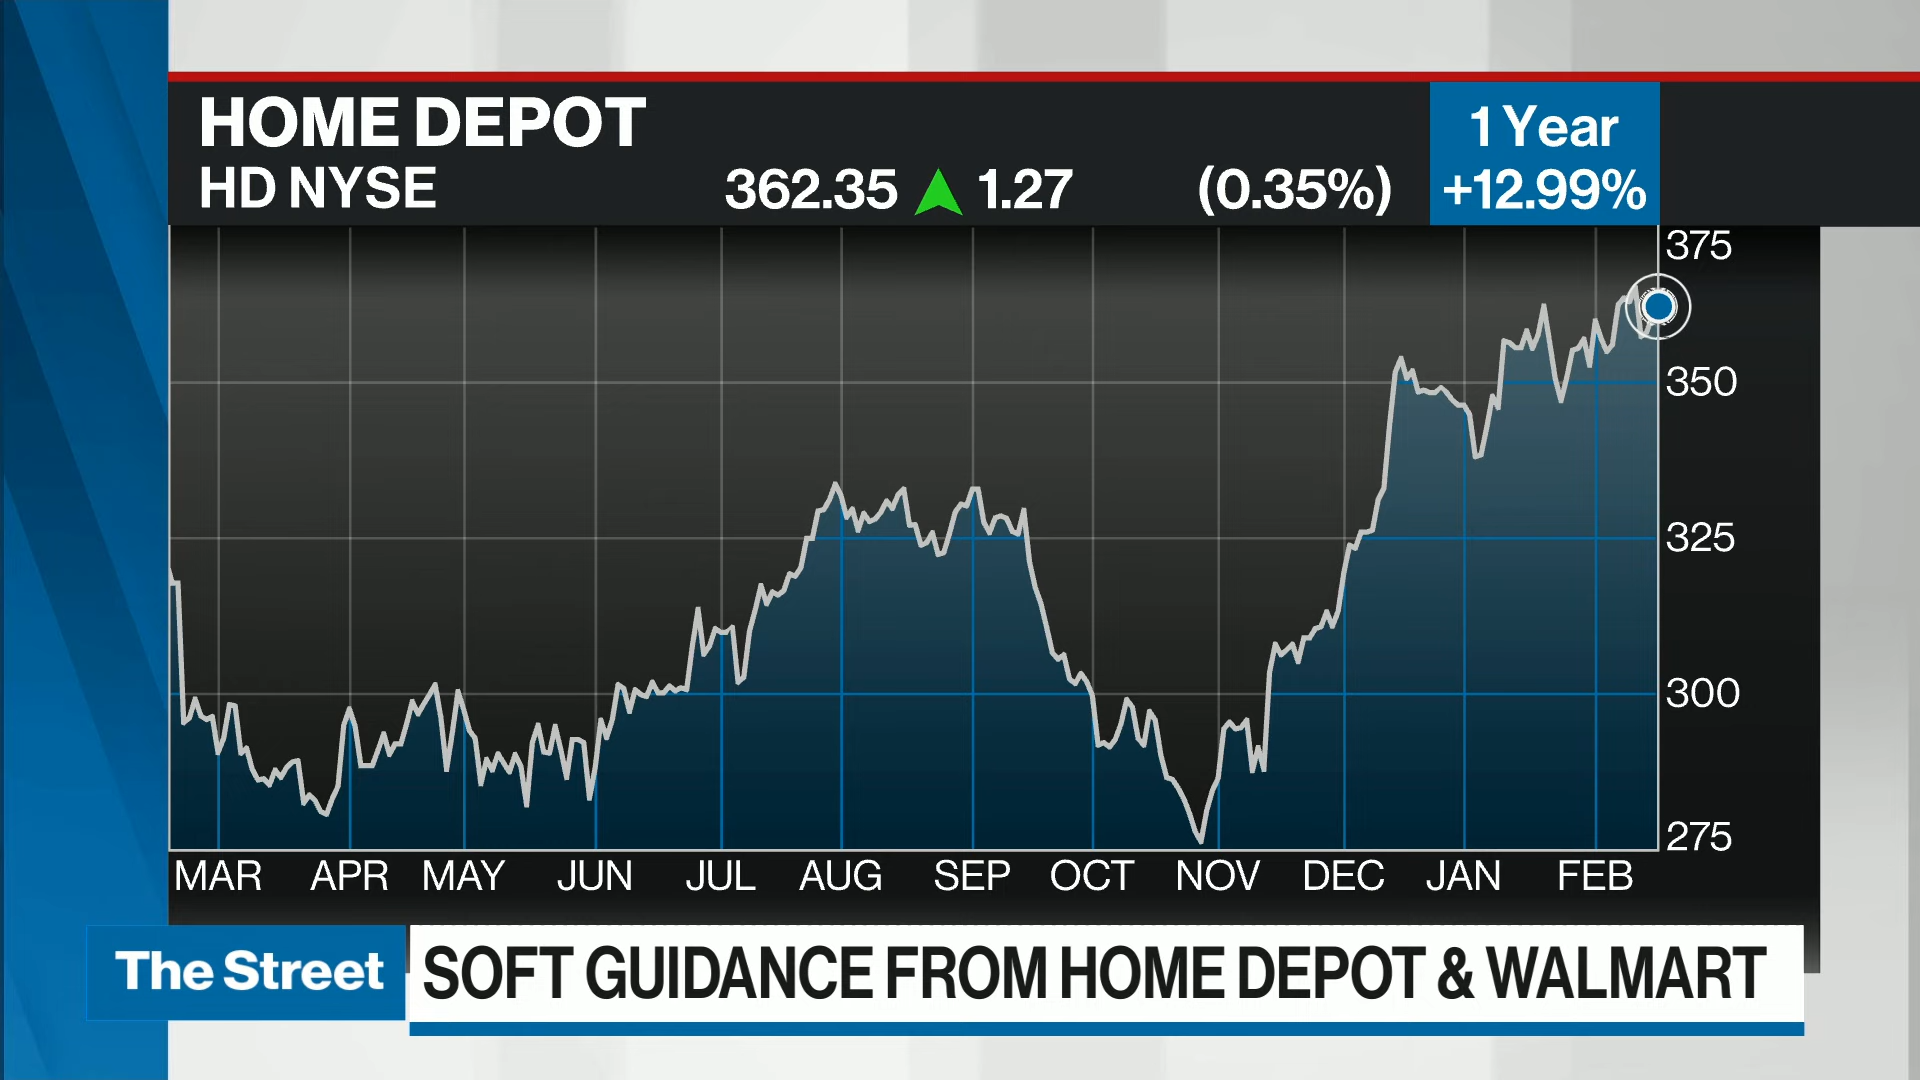 HOME DEPOT
HD NYSE 362.35 ▲ 1.27 (0.35%)
1 Year
+12.99%
375
350
325
300
275
MAR APR MAY JUN JUL AUG SEP OCT NOV DEC JAN FEB
The Street
SOFT GUIDANCE FROM HOME DEPOT & WALMART